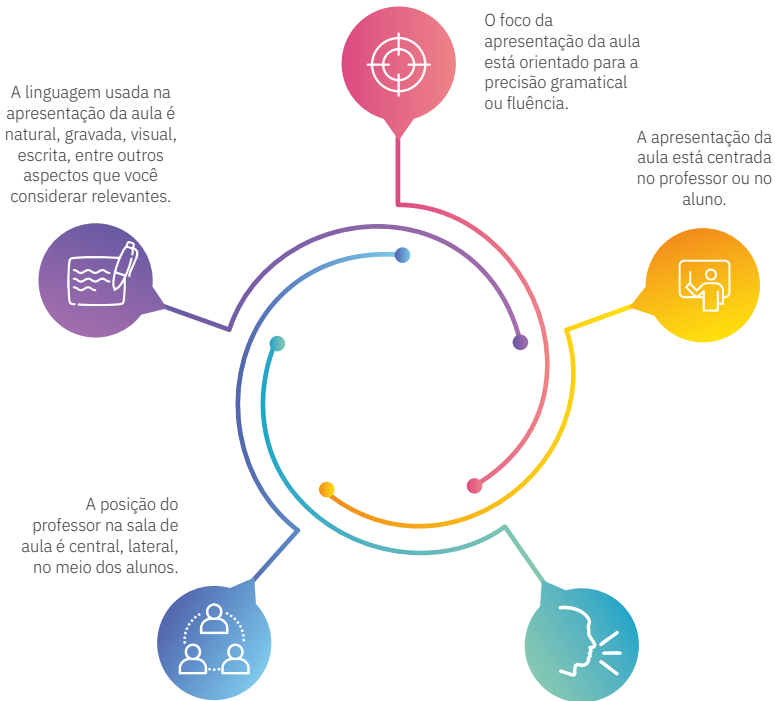 O foco da
apresentação da aula
está orientado para a
precisão gramatical
ou fluência.
A linguagem usada na
apresentação da aula é
natural, gravada, visual,
escrita, entre outros
aspectos que você
considerar relevantes.
A apresentação da
aula está centrada
no professor ou no
aluno.
A posição do
professor na sala de
aula é central, lateral,
no meio dos alunos.